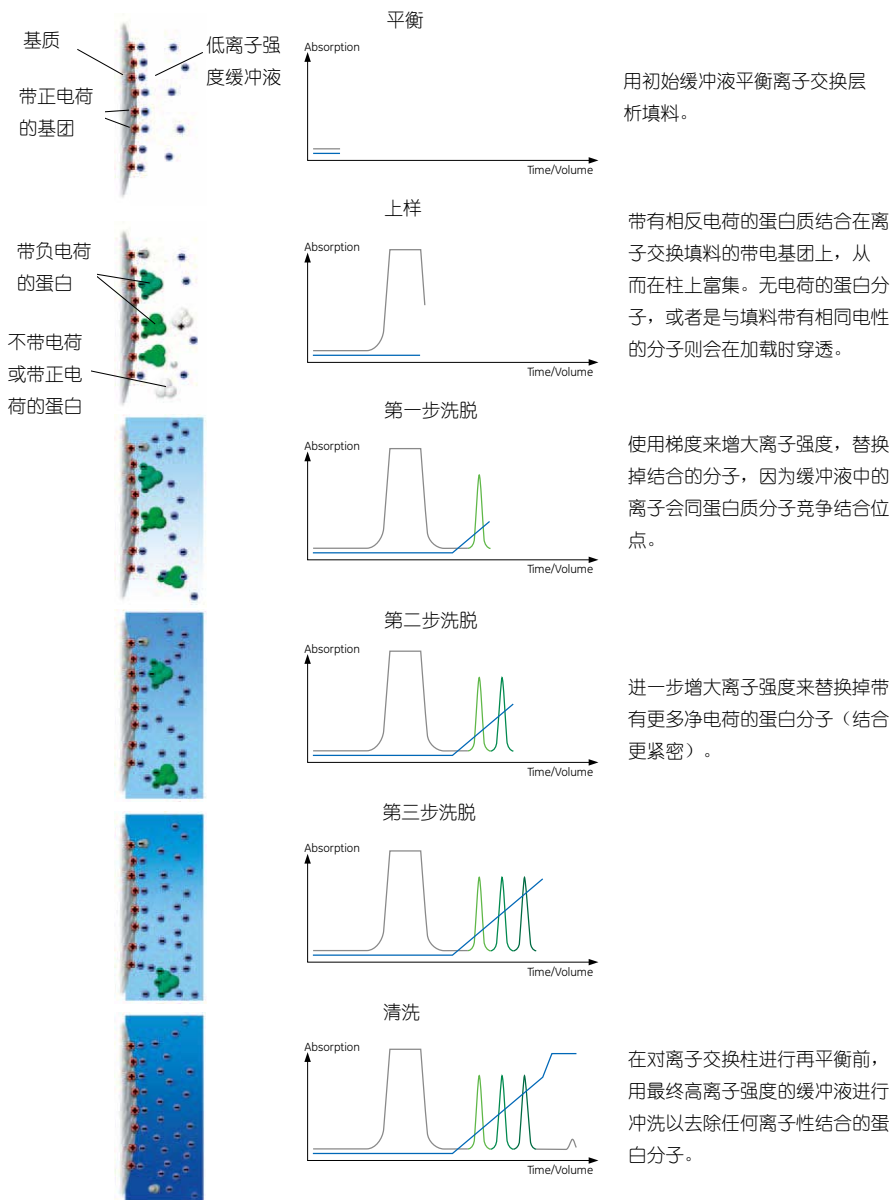 平衡
基质
低离子强
度缓冲液
带正电荷
的基团
Absorption
Time/Volume
用初始缓冲液平衡离子交换层
析填料。
上样
带负电荷
的蛋白
不带电荷
或带正电
荷的蛋白
Absorption
Time/Volume
带有相反电荷的蛋白质结合在离
子交换填料的带电基团上，从
而在柱上富集。无电荷的蛋白分
子，或者是与填料带有相同电性
的分子则会在加载时穿透。
第一步洗脱
Absorption
Time/Volume
使用梯度来增大离子强度，替换
掉结合的分子，因为缓冲液中的
离子会同蛋白质分子竞争结合位
点。
第二步洗脱
Absorption
Time/Volume
进一步增大离子强度来替换掉带
有更多净电荷的蛋白分子（结合
更紧密）。
第三步洗脱
Absorption
Time/Volume
清洗
Absorption
Time/Volume
在对离子交换柱进行再平衡前，
用最终高离子强度的缓冲液进行
冲洗以去除任何离子性结合的蛋
白分子。